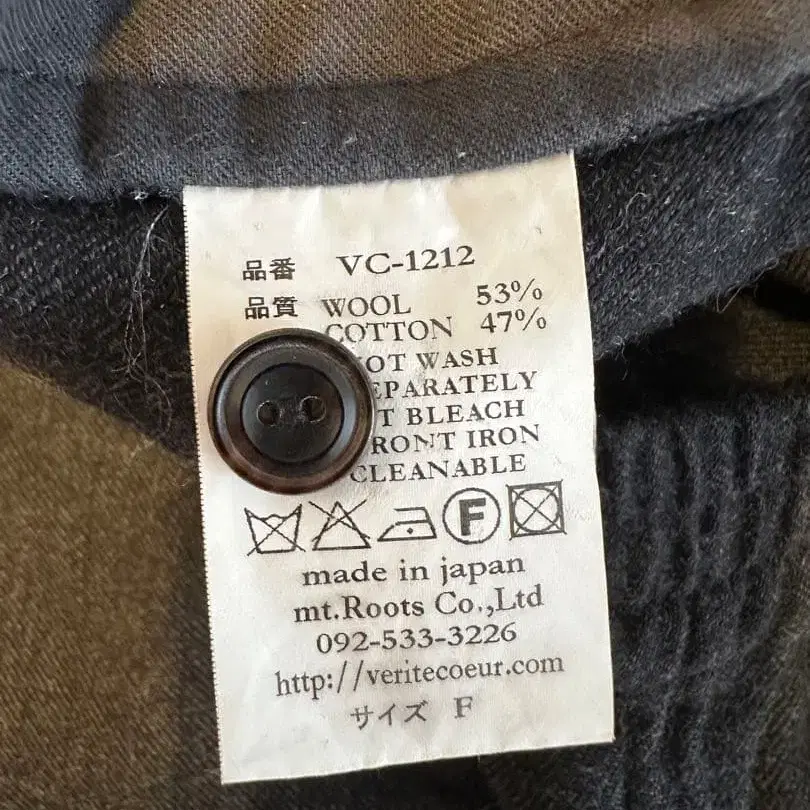 品番 VC-1212
品質 WOOL 53%
COTTON 47%
OT WASH
EPARATELY
T BLEACH
RONT IRON
CLEANABLE
F
made in japan
mt.Roots Co.,Ltd
092-533-3226
http://veritecoeur.com
サイズ F